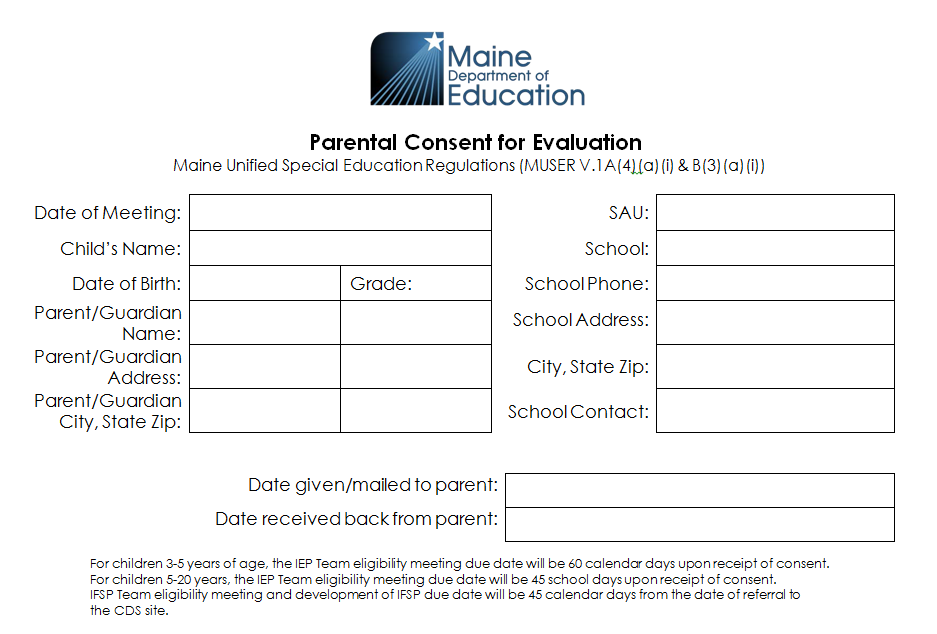 Maine
Department of
Education
Parental Consent for Evaluation
Maine Unified Special Education Regulations (MUSER V.1A(4)(a)(i) & B(3)(a)(i))
Date of Meeting:
SAU:
Child's Name:
School:
Date of Birth:
Grade:
School Phone:
Parent/Guardian
Name:
School Address:
Parent/Guardian
Address:
City, State Zip:
Parent/Guardian
City, State Zip:
School Contact:
Date given/mailed to parent:
Date received back from parent:
For children 3-5 years of age, the IEP Team eligibility meeting due date will be 60 calendar days upon receipt of consent.
For children 5-20 years, the IEP Team eligibility meeting due date will be 45 school days upon receipt of consent.
IFSP Team eligibility meeting and development of IFSP due date will be 45 calendar days from the date of referral to
the CDS site.